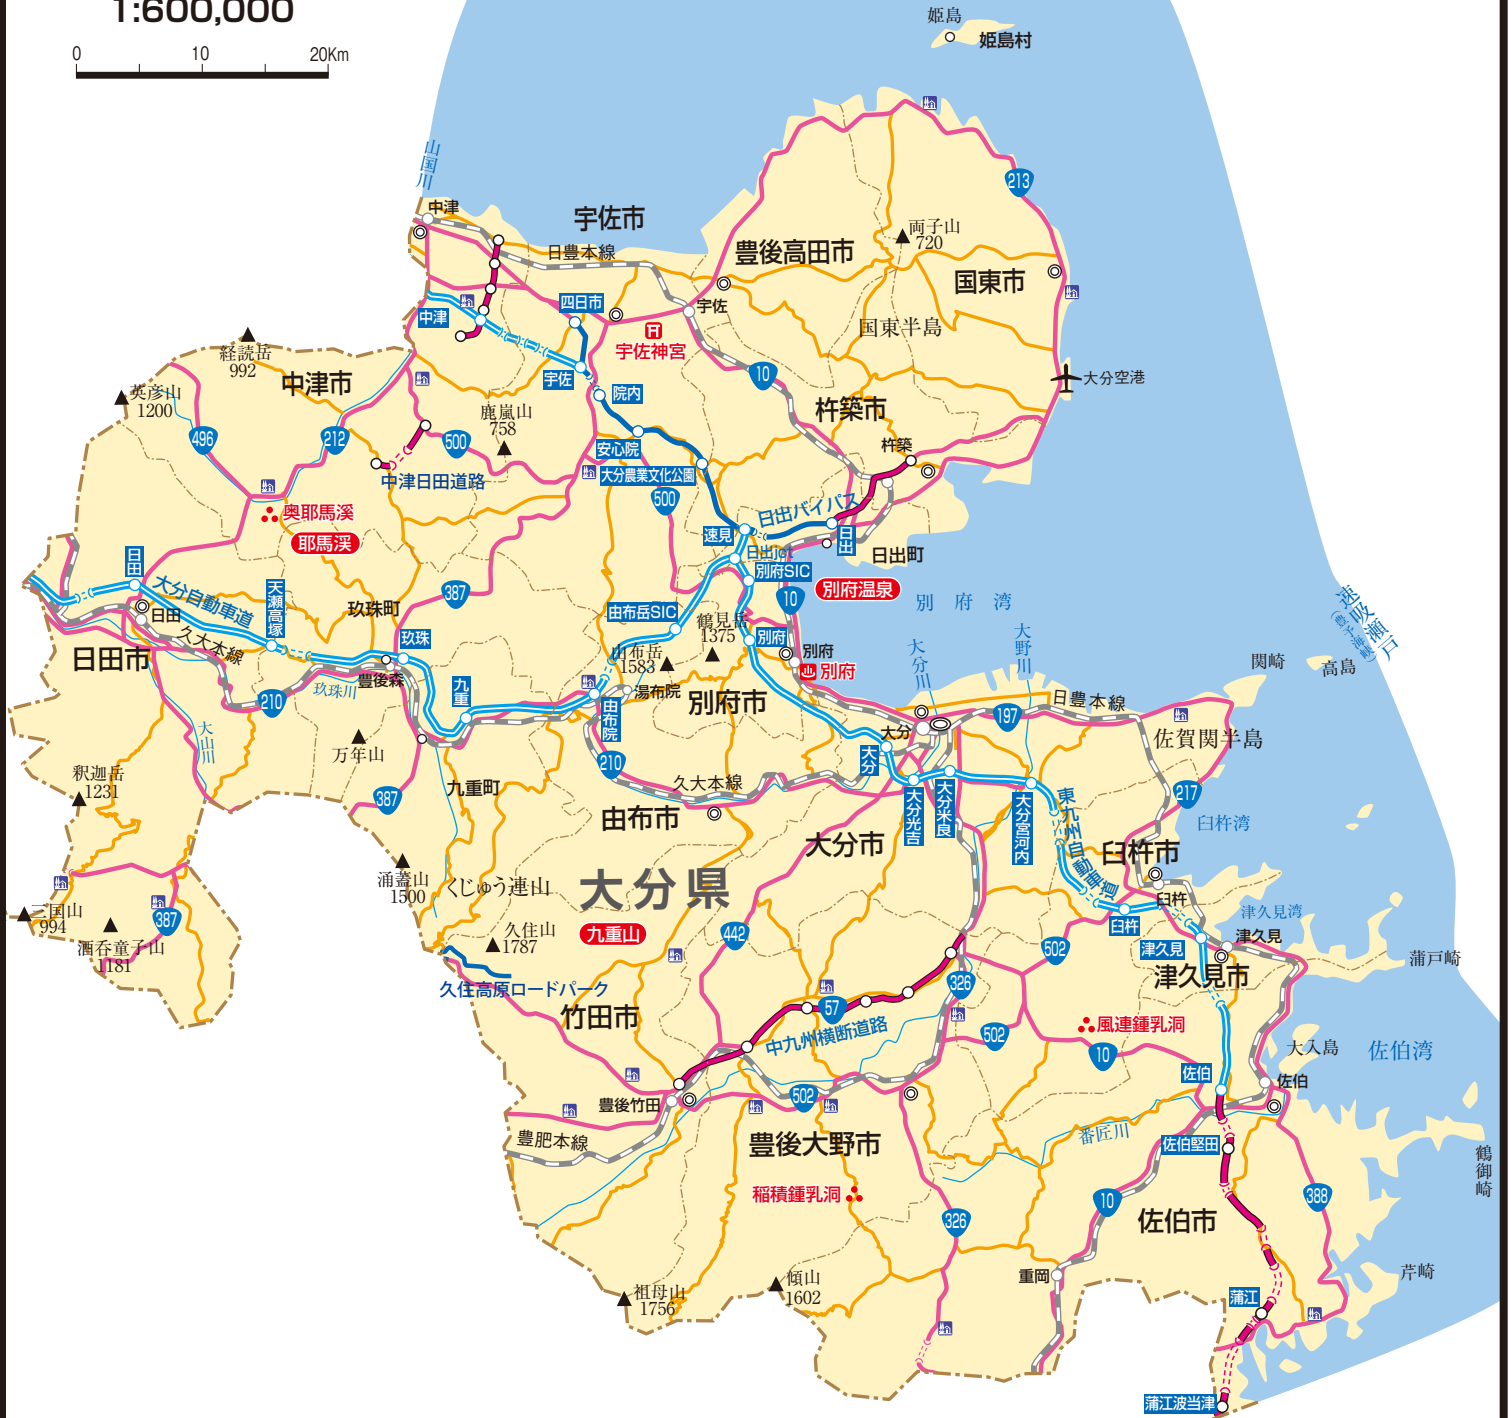 1:600,000
0 10 20Km
姫島
姫島村
山国川
中津
宇佐市
日豊本線
豊後高田市
両子山
720
213
国東市
国東半島
宇佐
四日市
中津
宇佐神宮
経読岳
992
中津市
英彦山
1200
宇佐
院内
10
大分空港
杵築市
杵築
鹿嵐山
758
496
212
500
安心院
大分農業文化公園
500
中津日田道路
奥耶馬溪
耶馬渓
日出バイパス
速見
日出
日出jct
日出町
別府SIC
別府温泉
日田
大分自動車道
天瀬高塚
387
玖珠町
10
別府湾
由布岳SIC
鶴見岳
1375
日田
久大本線
玖珠
別府
別府
別府
由布岳
1583
大分川
大野川
速吸瀬戸
関崎
高島
日田市
豊後森
玖珠川
210
九重
湯布院
由布院
別府市
日豊本線
197
大分
佐賀関半島
大山川
万年山
210
久大本線
大分
大分光吉
大分米良
大分宮河内
東九州自動車道
217
臼杵湾
釈迦岳
1231
387
九重町
由布市
大分市
臼杵市
涌蓋山
1500
くじゅう連山
大分県
臼杵
臼杵
津久見湾
三国山
994
387
酒呑童子山
1181
久住山
1787
九重山
442
502
津久見
津久見
蒲戸崎
津久見市
久住高原ロードパーク
竹田市
57
326
中九州横断道路
502
風連鍾乳洞
10
大入島
佐伯湾
佐伯
佐伯
豊後竹田
502
豊肥本線
豊後大野市
番匠川
佐伯堅田
鶴御崎
稲積鍾乳洞
326
10
佐伯市
388
重岡
芹崎
祖母山
1756
傾山
1602
蒲江
蒲江波当津